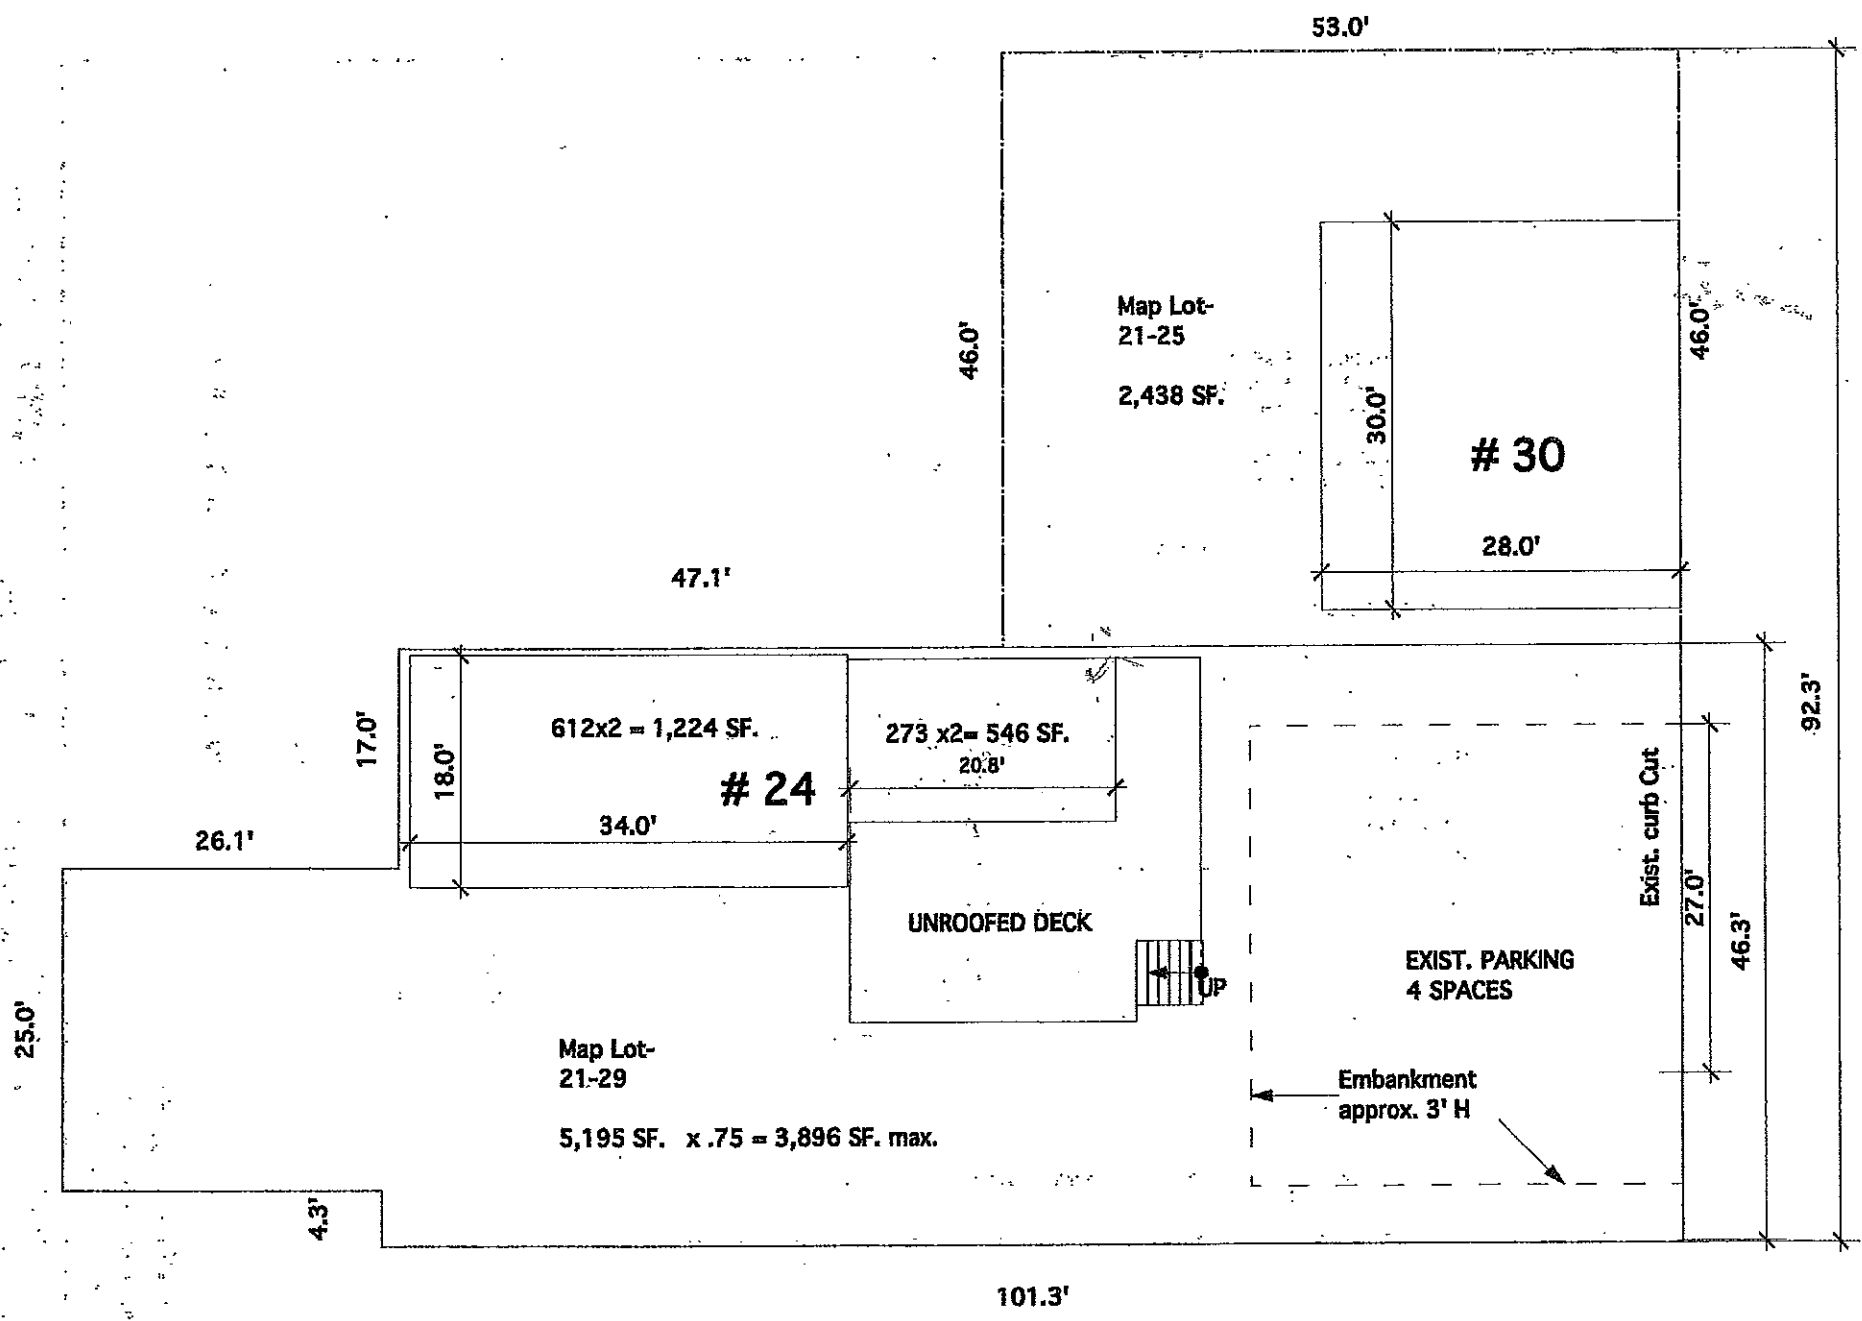 53.0'
Map Lot-
21-25
2,438 SF.
46.0'
46.0'
30.0'
# 30
28.0'
47.1'
92.3'
17.0'
18.0'
612x2 = 1,224 SF.
# 24
34.0'
273 x2= 546 SF.
20.8'
26.1'
UNROOFED DECK
UP
Exist. curb Cut
27.0'
46.3'
EXIST. PARKING
4 SPACES
25.0'
Map Lot-
21-29
5,195 SF. x .75 = 3,896 SF. max.
Embankment
approx. 3' H
4.3'
101.3'